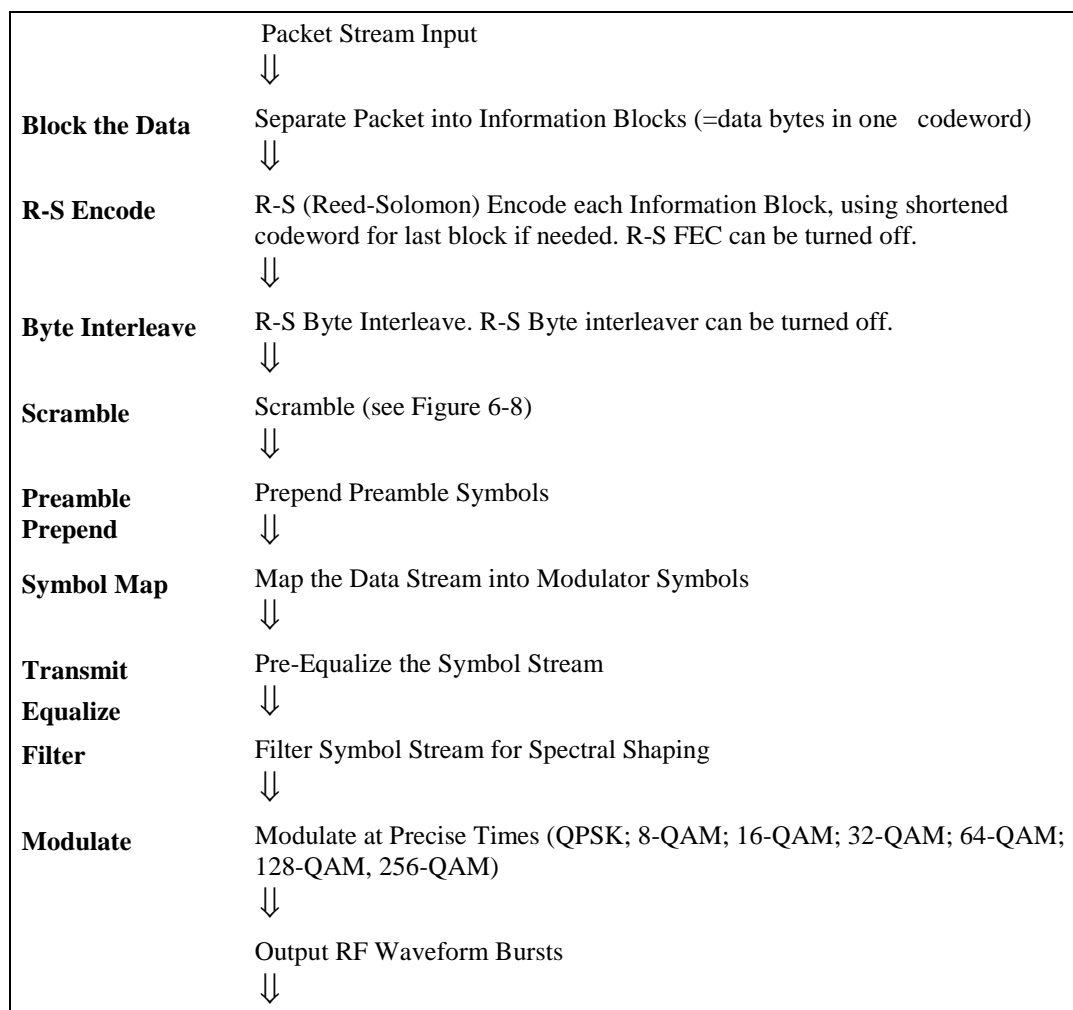 Packet Stream Input
⇓
Block the Data Separate Packet into Information Blocks (=data bytes in one codeword)
⇓
R-S Encode R-S (Reed-Solomon) Encode each Information Block, using shortened
codeword for last block if needed. R-S FEC can be turned off.
⇓
Byte Interleave R-S Byte Interleave. R-S Byte interleaver can be turned off.
⇓
Scramble Scramble (see Figure 6-8)
⇓
Preamble Prepend Preamble Symbols
Prepend ⇓
Symbol Map Map the Data Stream into Modulator Symbols
⇓
Transmit Pre-Equalize the Symbol Stream
Equalize ⇓
Filter Filter Symbol Stream for Spectral Shaping
⇓
Modulate Modulate at Precise Times (QPSK; 8-QAM; 16-QAM; 32-QAM; 64-QAM;
128-QAM, 256-QAM)
⇓
Output RF Waveform Bursts
⇓